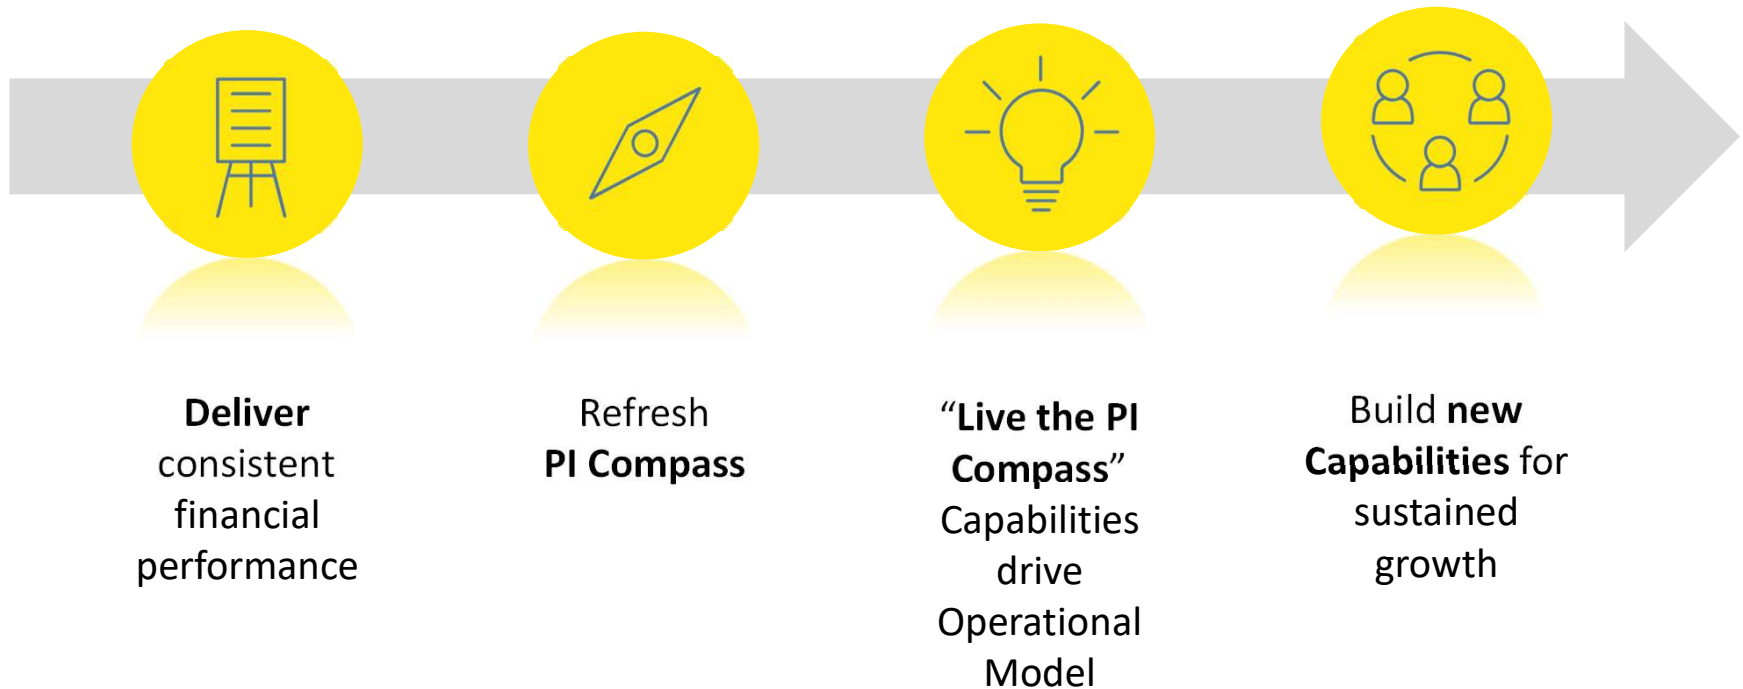 Deliver
consistent
financial
performance
Refresh
PI Compass
“Live the PI
Compass”
Capabilities
drive
Operational
Model
Build new
Capabilities for
sustained
growth